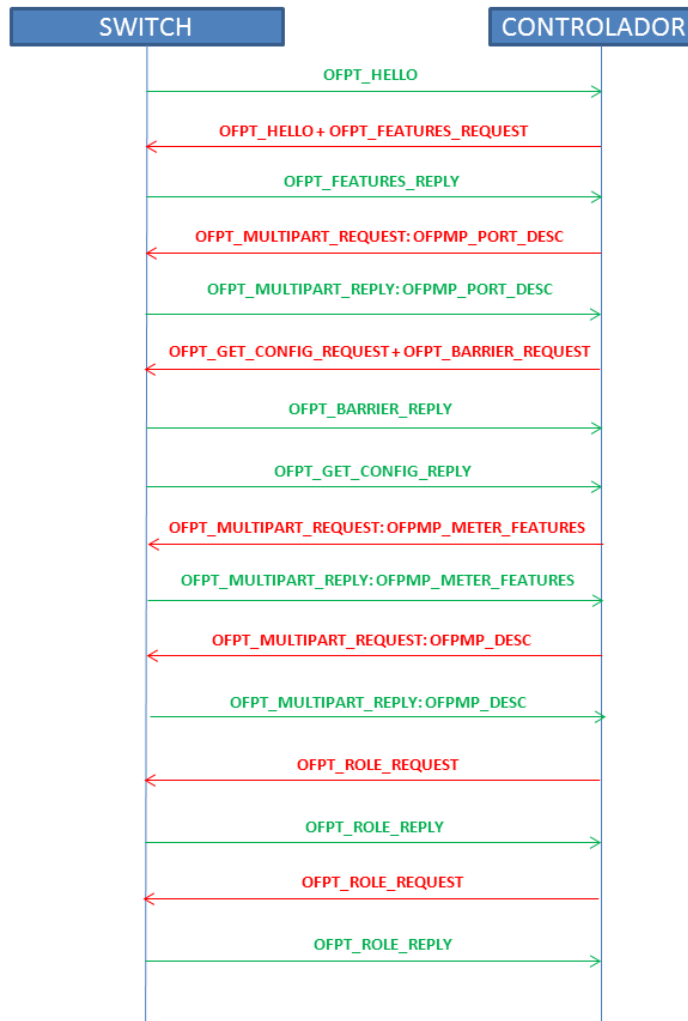 SWITCH
CONTROLADOR
OFPT_HELLO
OFPT_HELLO + OFPT_FEATURES_REQUEST
OFPT_FEATURES_REPLY
OFPT_MULTIPART_REQUEST: OFPMP_PORT_DESC
OFPT_MULTIPART_REPLY: OFPMP_PORT_DESC
OFPT_GET_CONFIG_REQUEST + OFPT_BARRIER_REQUEST
OFPT_BARRIER_REPLY
OFPT_GET_CONFIG_REPLY
OFPT_MULTIPART_REQUEST: OFPMP_METER_FEATURES
OFPT_MULTIPART_REPLY: OFPMP_METER_FEATURES
OFPT_MULTIPART_REQUEST: OFPMP_DESC
OFPT_MULTIPART_REPLY: OFPMP_DESC
OFPT_ROLE_REQUEST
OFPT_ROLE_REPLY
OFPT_ROLE_REQUEST
OFPT_ROLE_REPLY